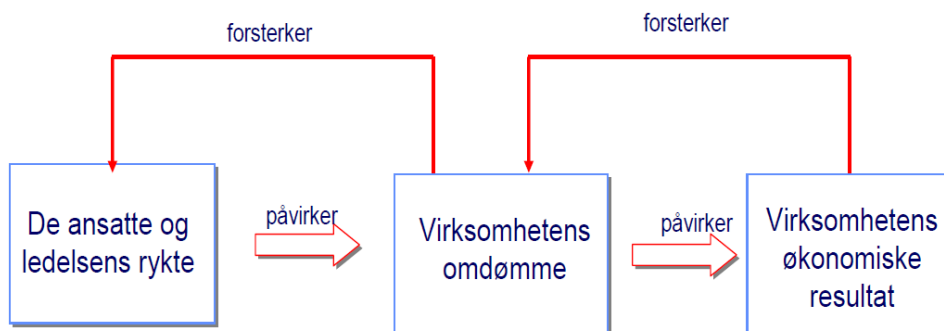 forsterker
forsterker
De ansatte og
ledelsens rykte
påvirker
Virksomhetens
omdømme
påvirker
Virksomhetens
økonomiske
resultat